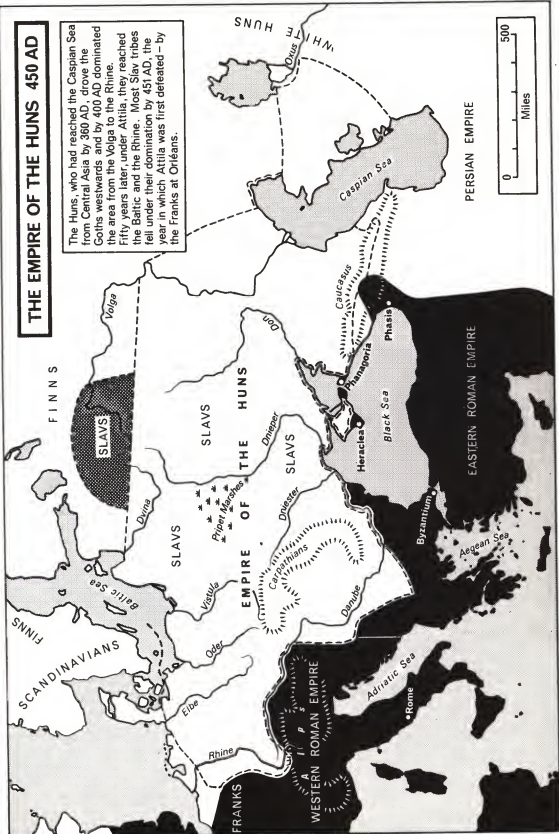 THE EMPIRE OF THE HUNS 450 AD
The Huns, who had reached the Caspian Sea
from Central Asia by 360 AD, drove the
Goths westwards and by 400 AD dominated
the area from the Volga to the Rhine.
Fifty years later, under Attila, they reached
the Baltic and the Rhine. Most Slav tribes
fell under their domination by 451 AD, the
year in which Attila was first defeated – by
the Franks at Orléans.
WHITE HUNS
HUNS
Oxus
0 500
Miles
FINNS
SCANDINAVIANS
FINNS
SLAVS
Volga
Caspian Sea
PERSIAN EMPIRE
Baltic Sea
Dvina
SLAVS
SLAVS
Don
Caucasus
Pripet Marshes
Dnieper
Vistula
EMPIRE OF THE HUNS
SLAVS
Phanagoria
Phasis
Oder
Dniester
Heraclea
Black Sea
Elbe
Carpathians
Rhine
Danube
Byzantium
EASTERN ROMAN EMPIRE
FRANKS
Alps
WESTERN ROMAN EMPIRE
Adriatic Sea
Aegean Sea
Rome